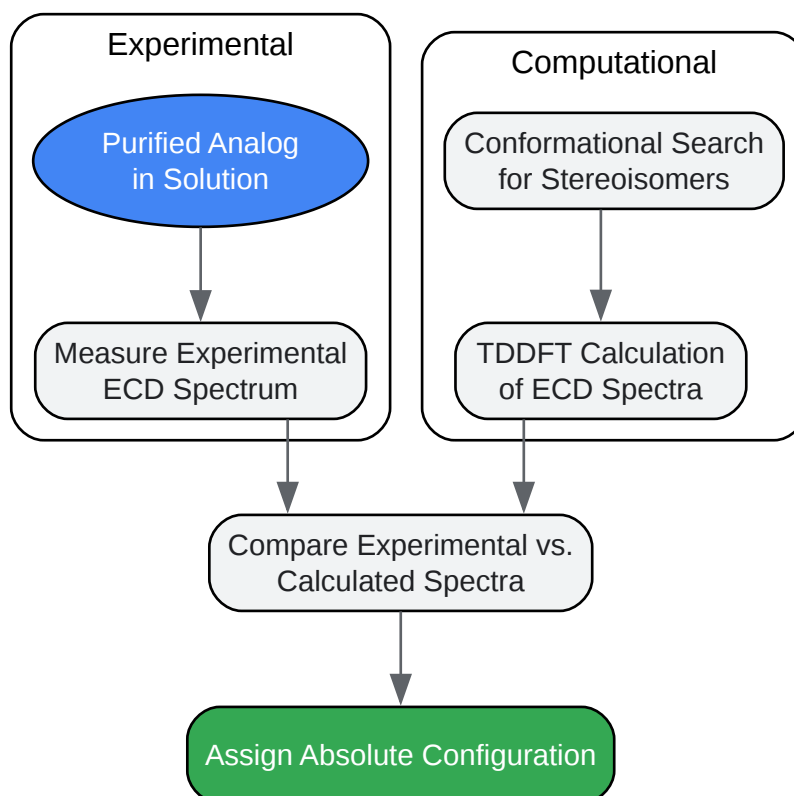 Experimental
Purified Analog
in Solution
Measure Experimental
ECD Spectrum
Computational
Conformational Search
for Stereoisomers
TDDFT Calculation
of ECD Spectra
Compare Experimental vs.
Calculated Spectra
Assign Absolute Configuration